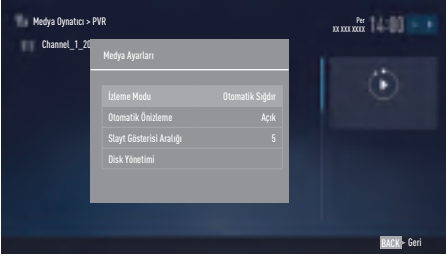 Medya Oynatıcı > PVR
Per
xx xxx xxxx
14:03
Channel_1_20
Medya Ayarları
İzleme Modu Otomatik Sığdır
Otomatik Önizleme Açık
Slayt Gösterisi Aralığı 5
Disk Yönetimi
BACK Geri